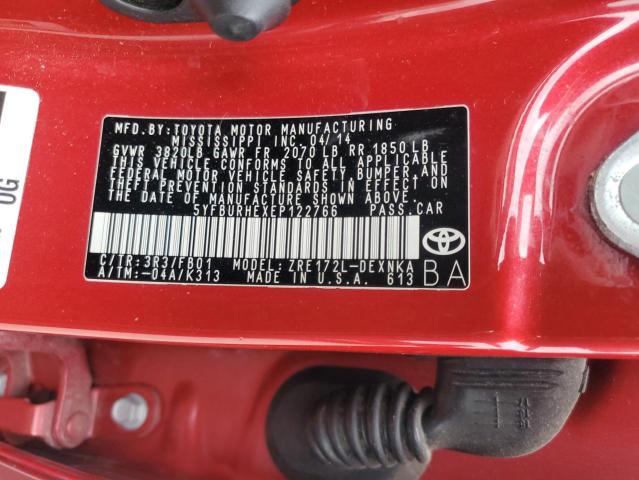 MFD.BY:TOYOTA MOTOR MANUFACTURING
MISSISSIPPI INC. 04/14
GVWR 3820LB GAWR FR 2070 LB RR 1850 LB
THIS VEHICLE CONFORMS TO ALL APPLICABLE
FEDERAL MOTOR VEHICLE SAFETY, BUMPER, AND
THEFT PREVENTION STANDARDS IN EFFECT ON
THE DATE OF MANUFACTURE SHOWN ABOVE.
5YFBURHEXEP122766 PASS.CAR
C/TR:3R3/FB01 MODEL:ZRE172L-DEXNKA
A/TM:-04A/K313 MADE IN U.S.A. 613
BA
OG